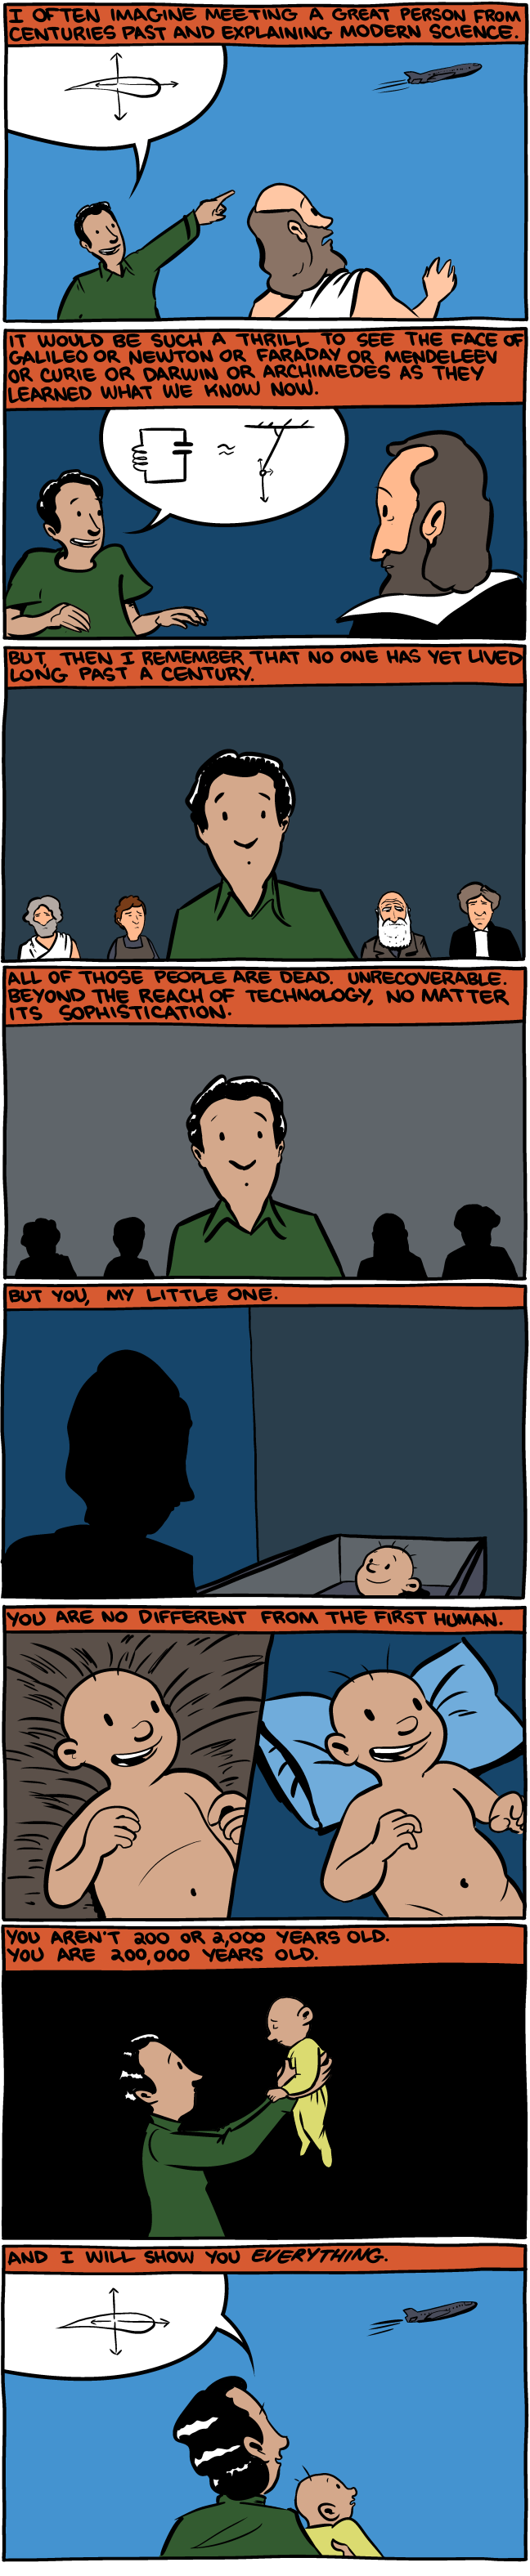 I OFTEN IMAGINE MEETING A GREAT PERSON FROM
CENTURIES PAST AND EXPLAINING MODERN SCIENCE.
IT WOULD BE SUCH A THRILL TO SEE THE FACE OF
GALILEO OR NEWTON OR FARADAY OR MENDELEEV
OR CURIE OR DARWIN OR ARCHIMEDES AS THEY
LEARNED WHAT WE KNOW NOW.
≈
BUT, THEN I REMEMBER THAT NO ONE HAS YET LIVED
LONG PAST A CENTURY.
ALL OF THOSE PEOPLE ARE DEAD. UNRECOVERABLE.
BEYOND THE REACH OF TECHNOLOGY, NO MATTER
ITS SOPHISTICATION.
BUT YOU, MY LITTLE ONE.
YOU ARE NO DIFFERENT FROM THE FIRST HUMAN.
YOU AREN'T 200 OR 2,000 YEARS OLD.
YOU ARE 200,000 YEARS OLD.
AND I WILL SHOW YOU EVERYTHING.